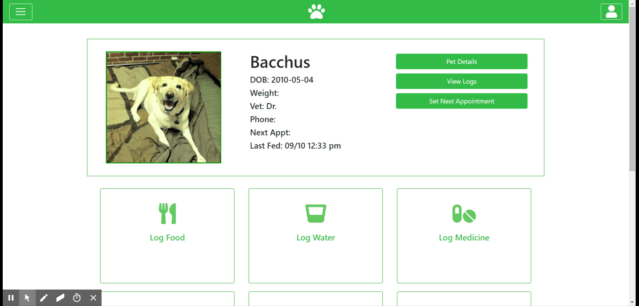 Bacchus
DOB: 2010-05-04
Weight:
Vet: Dr.
Phone:
Next Appt:
Last Fed: 09/10 12:33 pm
Pet Details
View Logs
Set Next Appointment
Log Food
Log Water
Log Medicine